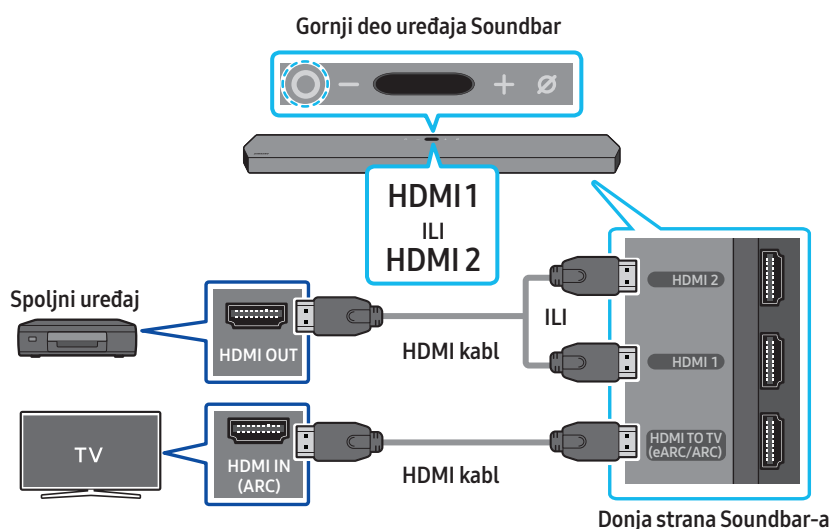 Gornji deo uređaja Soundbar
HDMI 1
ILI
HDMI 2
Spoljni uređaj
HDMI OUT
HDMI kabl
ILI
HDMI 2
HDMI 1
TV
HDMI IN
(ARC)
HDMI kabl
HDMI TO TV
(eARC/ARC)
Donja strana Soundbar-a